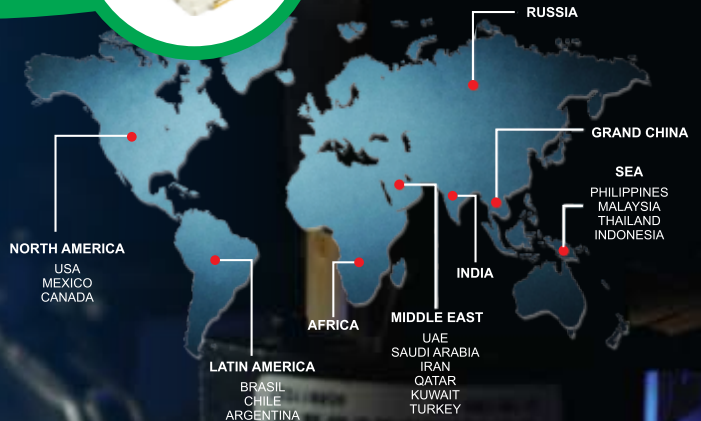 RUSSIA
GRAND CHINA
SEA
PHILIPPINES
MALAYSIA
THAILAND
INDONESIA
NORTH AMERICA
USA
MEXICO
CANADA
INDIA
AFRICA
MIDDLE EAST
UAE
SAUDI ARABIA
IRAN
QATAR
KUWAIT
TURKEY
LATIN AMERICA
BRASIL
CHILE
ARGENTINA